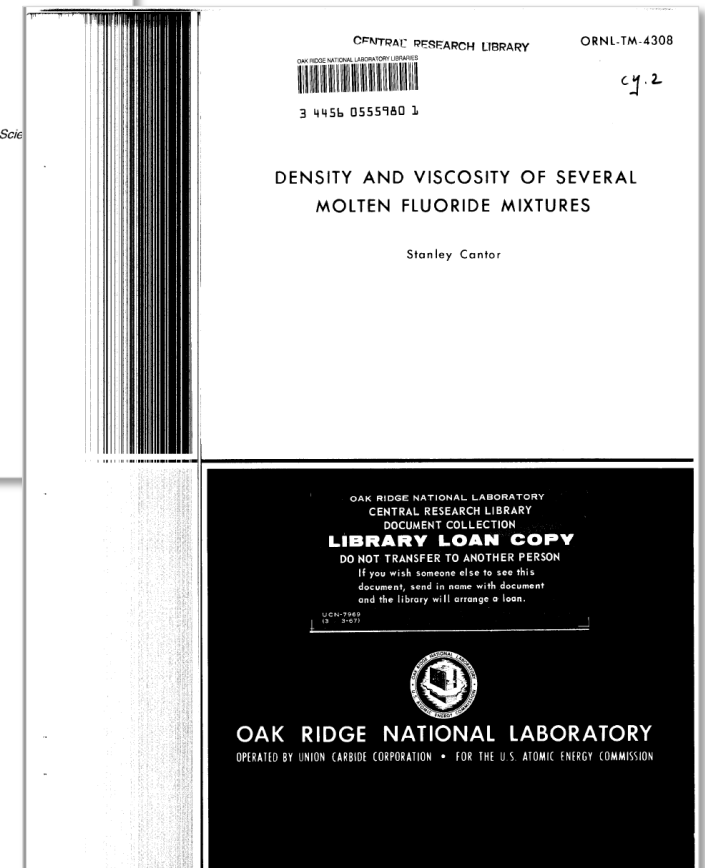 Scie
CENTRAL RESEARCH LIBRARY
ORNL-TM-4308
OAK RIDGE NATIONAL LABORATORY LIBRARIES
cy.2
3 4456 0555980 1
DENSITY AND VISCOSITY OF SEVERAL
MOLTEN FLUORIDE MIXTURES
Stanley Cantor
OAK RIDGE NATIONAL LABORATORY
CENTRAL RESEARCH LIBRARY
DOCUMENT COLLECTION
LIBRARY LOAN COPY
DO NOT TRANSFER TO ANOTHER PERSON
If you wish someone else to see this
document, send in name with document
and the library will arrange a loan.
UCN-7969
(3 3-67)
OAK RIDGE NATIONAL LABORATORY
OPERATED BY UNION CARBIDE CORPORATION • FOR THE U.S. ATOMIC ENERGY COMMISSION